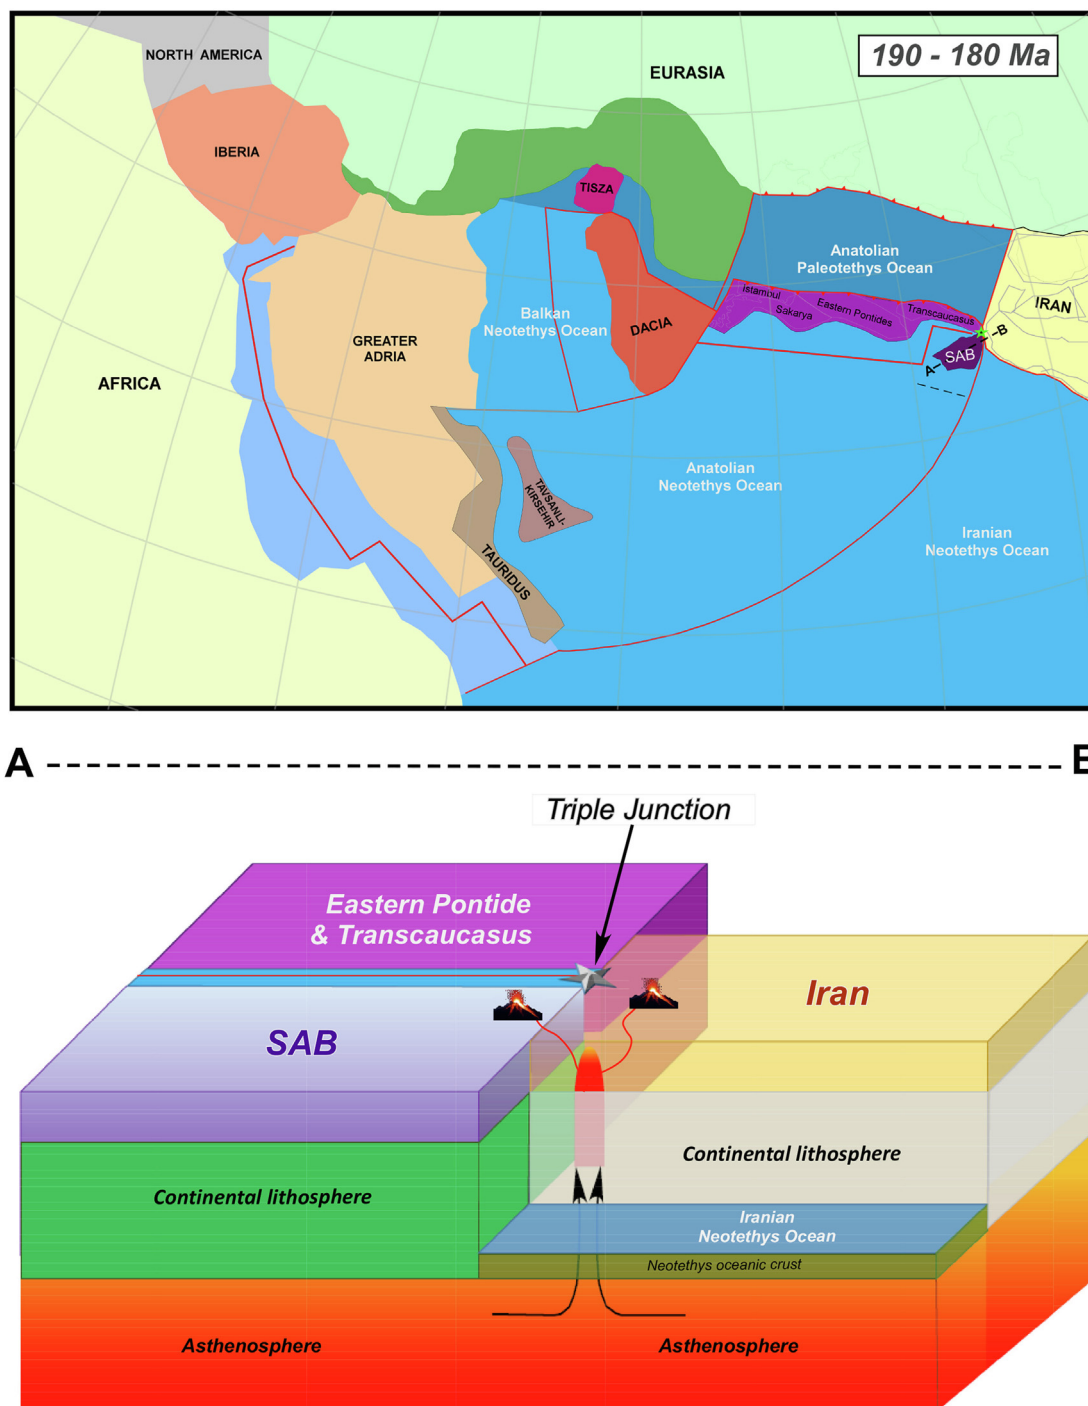 190 - 180 Ma
NORTH AMERICA
EURASIA
IBERIA
TISZA
Anatolian
Paleotethys Ocean
IRAN
Istambul
Sakarya
Eastern Pontides
Transcaucasus
B
SAB
A
Balkan
Neotethys Ocean
DACIA
GREATER
ADRIA
AFRICA
Anatolian
Neotethys Ocean
TAVSANLI-
KIRSEHIR
Iranian
Neotethys Ocean
TAURIDUS
A
Triple Junction
Eastern Pontide
& Transcaucasus
Iran
SAB
Continental lithosphere
Continental lithosphere
Iranian
Neotethys Ocean
Neotethys oceanic crust
Asthenosphere
Asthenosphere